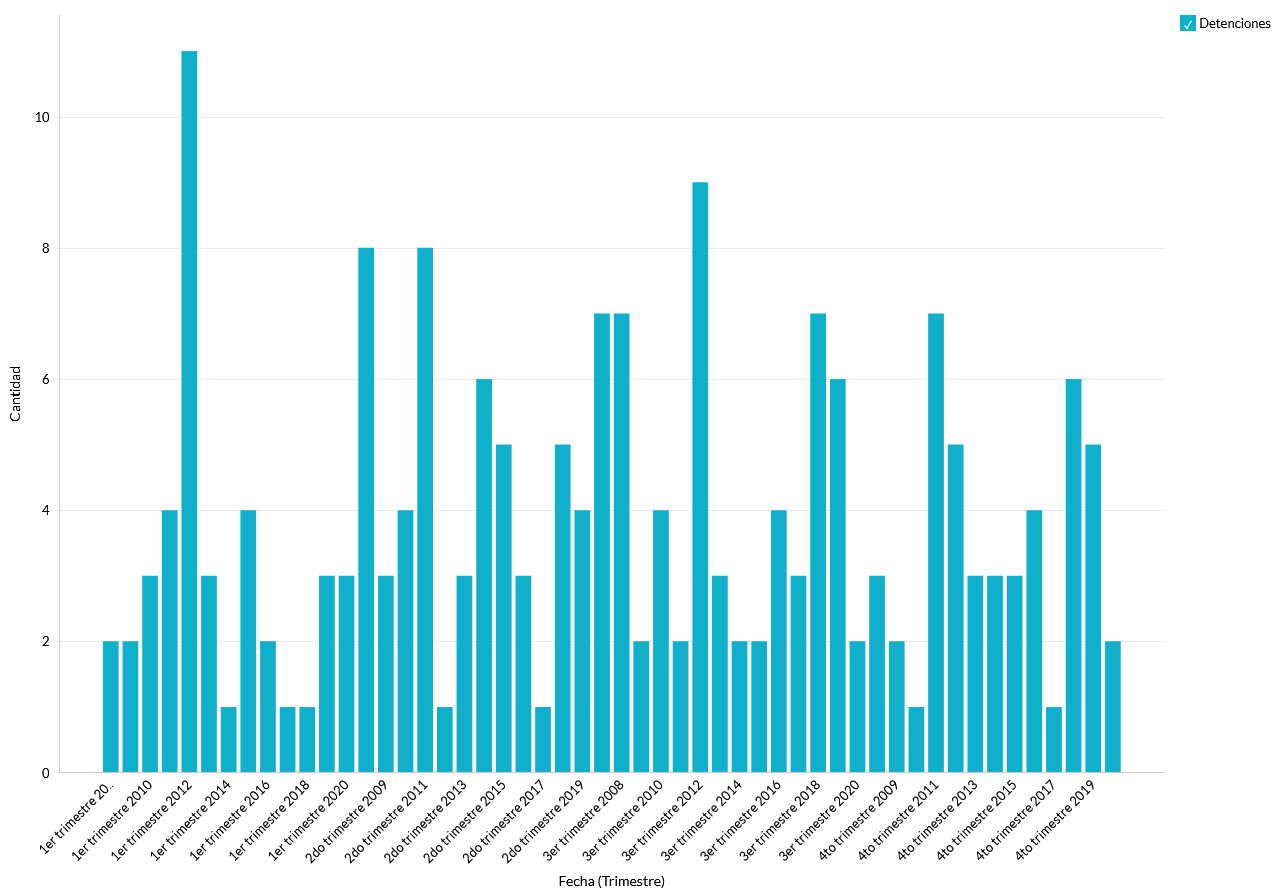 Detenciones
Cantidad
10
8
6
4
2
0
1er trimestre 20..
1er trimestre 2010
1er trimestre 2012
1er trimestre 2014
1er trimestre 2016
1er trimestre 2018
1er trimestre 2020
2do trimestre 2009
2do trimestre 2011
2do trimestre 2013
2do trimestre 2015
2do trimestre 2017
2do trimestre 2019
3er trimestre 2008
3er trimestre 2010
3er trimestre 2012
3er trimestre 2014
3er trimestre 2016
3er trimestre 2018
3er trimestre 2020
4to trimestre 2009
4to trimestre 2011
4to trimestre 2013
4to trimestre 2015
4to trimestre 2017
4to trimestre 2019
Fecha (Trimestre)